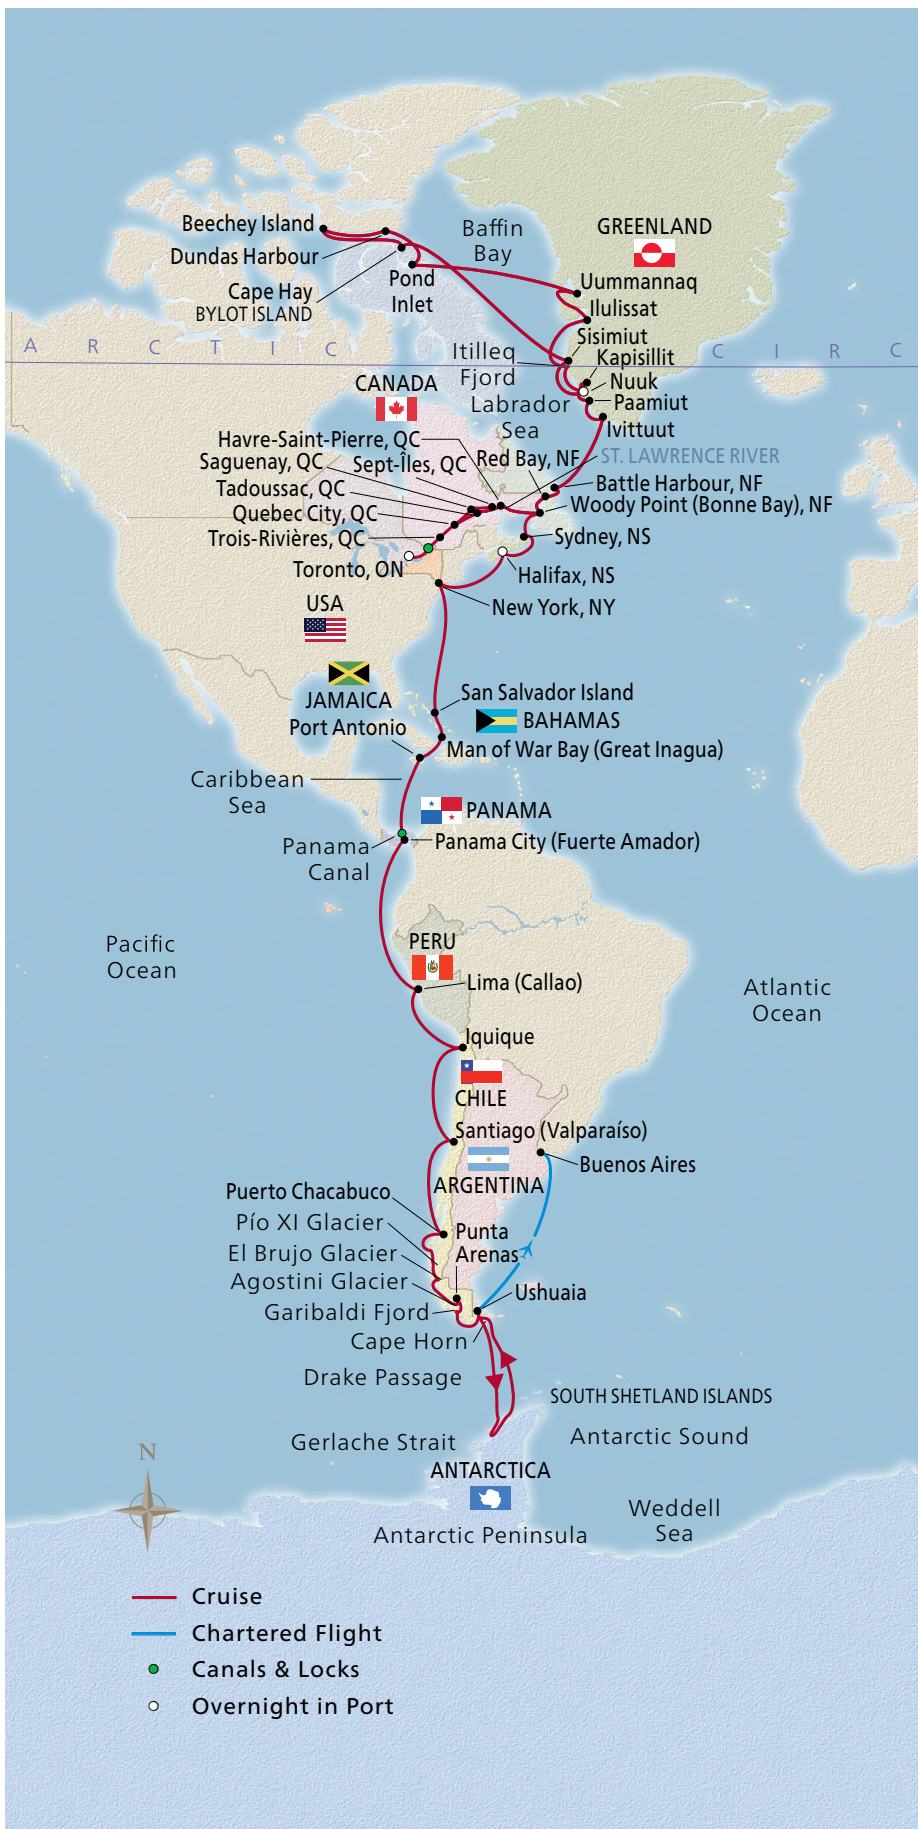 Beechey Island
Dundas Harbour
Cape Hay
BYLOT ISLAND
Pond
Inlet
Baffin
Bay
GREENLAND
Uummannaq
Ilulissat
Sisimiut
Kapisillit
A R C T I C
C I R C
Itilleq
Fjord
Nuuk
Paamiut
Ivittuut
CANADA
Labrador
Sea
Havre-Saint-Pierre, QC
Saguenay, QC
Sept-Îles, QC
Red Bay, NF
ST. LAWRENCE RIVER
Tadoussac, QC
Battle Harbour, NF
Quebec City, QC
Woody Point (Bonne Bay), NF
Trois-Rivières, QC
Sydney, NS
Toronto, ON
Halifax, NS
USA
New York, NY
JAMAICA
Port Antonio
San Salvador Island
BAHAMAS
Man of War Bay (Great Inagua)
Caribbean
Sea
PANAMA
Panama
Canal
Panama City (Fuerte Amador)
Pacific
Ocean
PERU
Lima (Callao)
Atlantic
Ocean
Iquique
CHILE
Santiago (Valparaíso)
Buenos Aires
ARGENTINA
Puerto Chacabuco
Pío XI Glacier
Punta
Arenas
El Brujo Glacier
Agostini Glacier
Ushuaia
Garibaldi Fjord
Cape Horn
Drake Passage
SOUTH SHETLAND ISLANDS
Gerlache Strait
Antarctic Sound
N
ANTARCTICA
Weddell
Sea
Antarctic Peninsula
Cruise
Chartered Flight
Canals & Locks
Overnight in Port